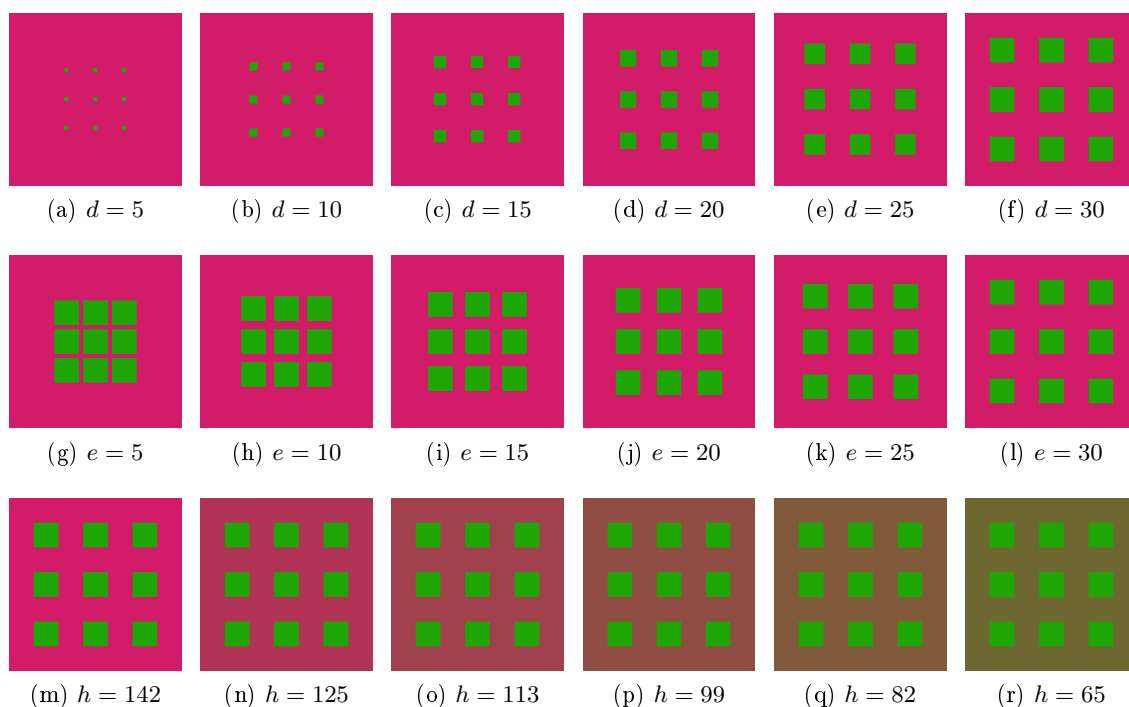 (a) d = 5 (b) d = 10 (c) d = 15 (d) d = 20 (e) d = 25 (f) d = 30
(g) e = 5 (h) e = 10 (i) e = 15 (j) e = 20 (k) e = 25 (l) e = 30
(m) h = 142 (n) h = 125 (o) h = 113 (p) h = 99 (q) h = 82 (r) h = 65